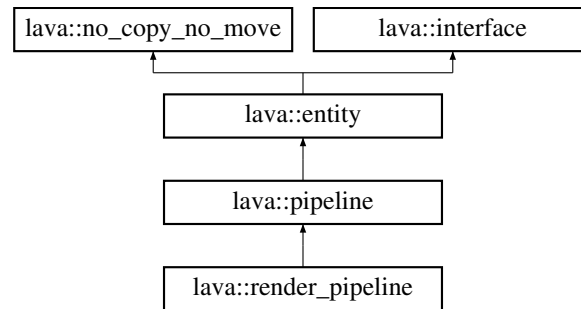 lava::no_copy_no_move
lava::interface
lava::entity
lava::pipeline
lava::render_pipeline